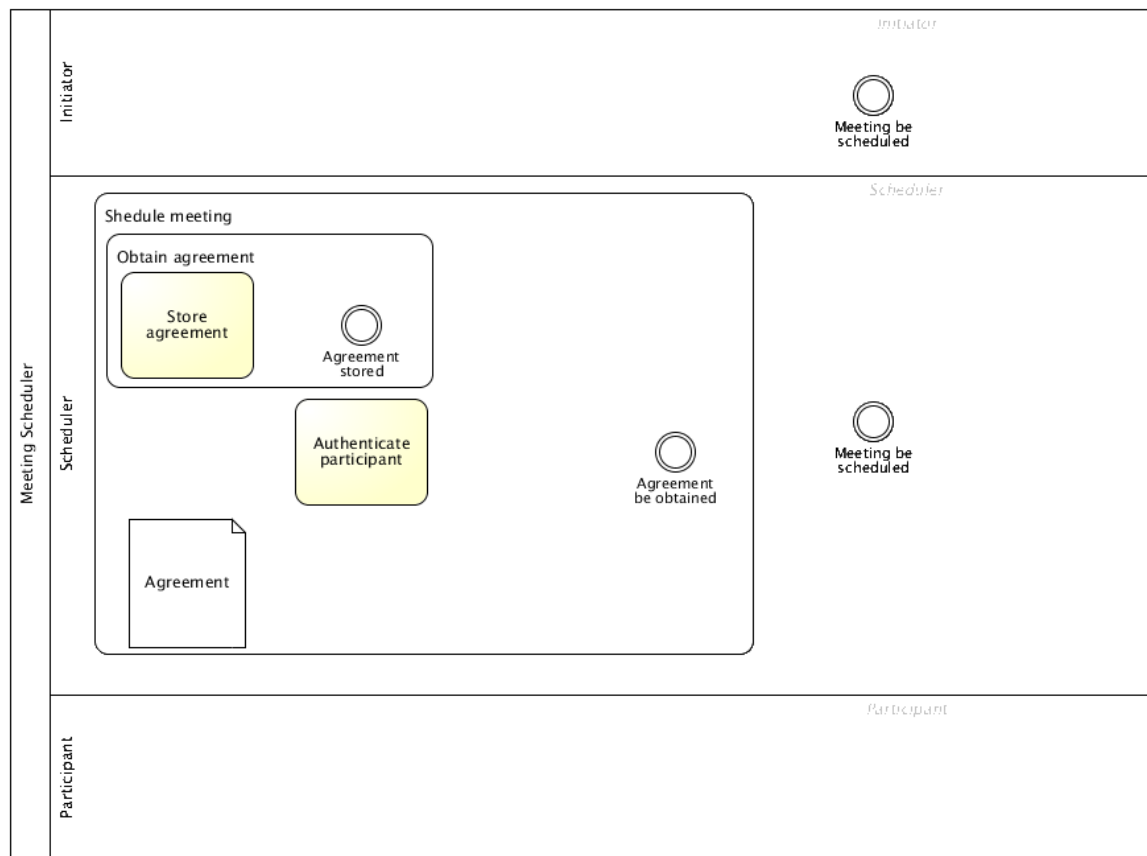 Meeting Scheduler
Initiator
Initiator
Meeting be
scheduled
Scheduler
Scheduler
Shedule meeting
Obtain agreement
Store
agreement
Agreement
stored
Authenticate
participant
Agreement
be obtained
Meeting be
scheduled
Agreement
Participant
Participant